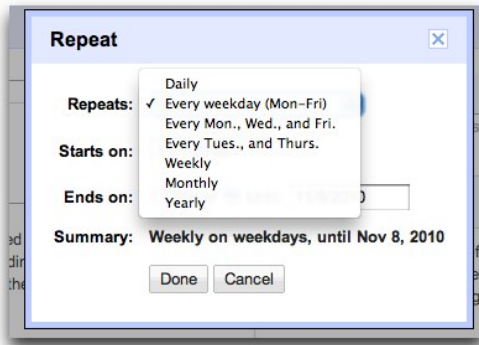 Repeat
Daily
Repeats: ✓ Every weekday (Mon–Fri)
Every Mon., Wed., and Fri.
Starts on:
Every Tues., and Thurs.
Weekly
Monthly
Ends on:
Yearly
Summary: Weekly on weekdays, until Nov 8, 2010
Done Cancel